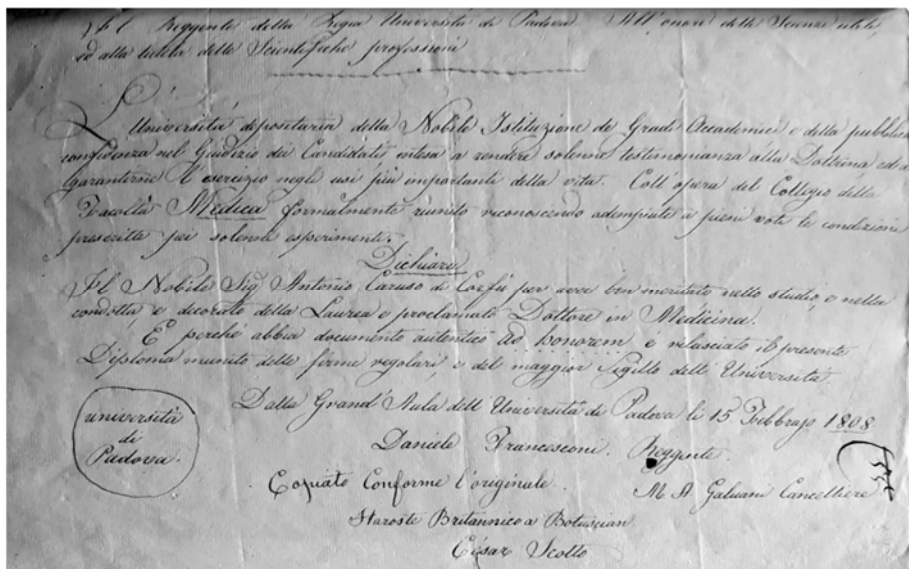 Il Reggente della Regia Università di Padova. All'onore delle Scienze utili,
ed alla tutela delle Scientifiche professioni
L'Università depositaria della Nobile Istituzione de Gradi Accademici e della pubblica
confidenza nel Giudizio dei Candidati intesa a rendere solenne testimonianza alla Dottrina ed a
garantirne l'esercizio negli usi più importanti della vita. Coll'opera del Collegio della
Facoltà Medica formalmente riunito riconoscendo adempiute a pieni voti le condizioni
prescritte pei solenni esperimenti.
Dichiara
Il Nobile Sig. Antonio Caruso di Corfù per aver ben meritato nello studio, e nella
condotta e decorato della Laurea e proclamato Dottore in Medicina.
E perchè abbia documento autentico ad honorem è rilasciato il presente
Diploma munito delle firme regolari, e del maggior Sigillo dell'Università
Dalla Grand'Aula dell'Università di Padova li 15 Febbrajo 1808
università
di
Padova.
Daniele Francesconi. Reggente.
Copiato Conforme l'originale.
M A Galvani Cancelliere
Staroste Britannico a Botuscian
César Scotto